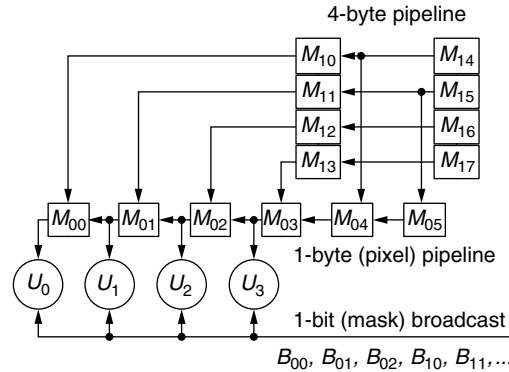 4-byte pipeline
M10 M14
M11 M15
M12 M16
M13 M17
M00 M01 M02 M03 M04 M05
1-byte (pixel) pipeline
U0 U1 U2 U3
1-bit (mask) broadcast
B00, B01, B02, B10, B11,...